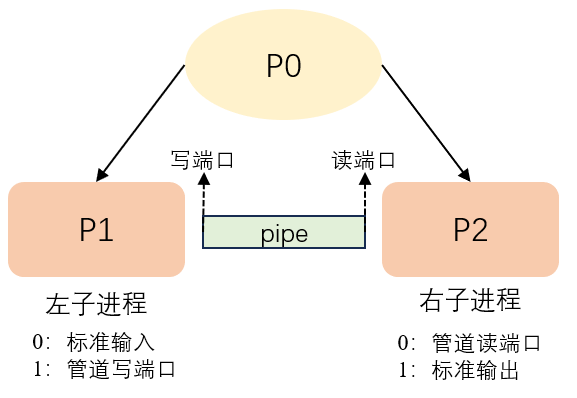 P0
写端口
读端口
P1
pipe
P2
左子进程
0：标准输入
1：管道写端口
右子进程
0：管道读端口
1：标准输出